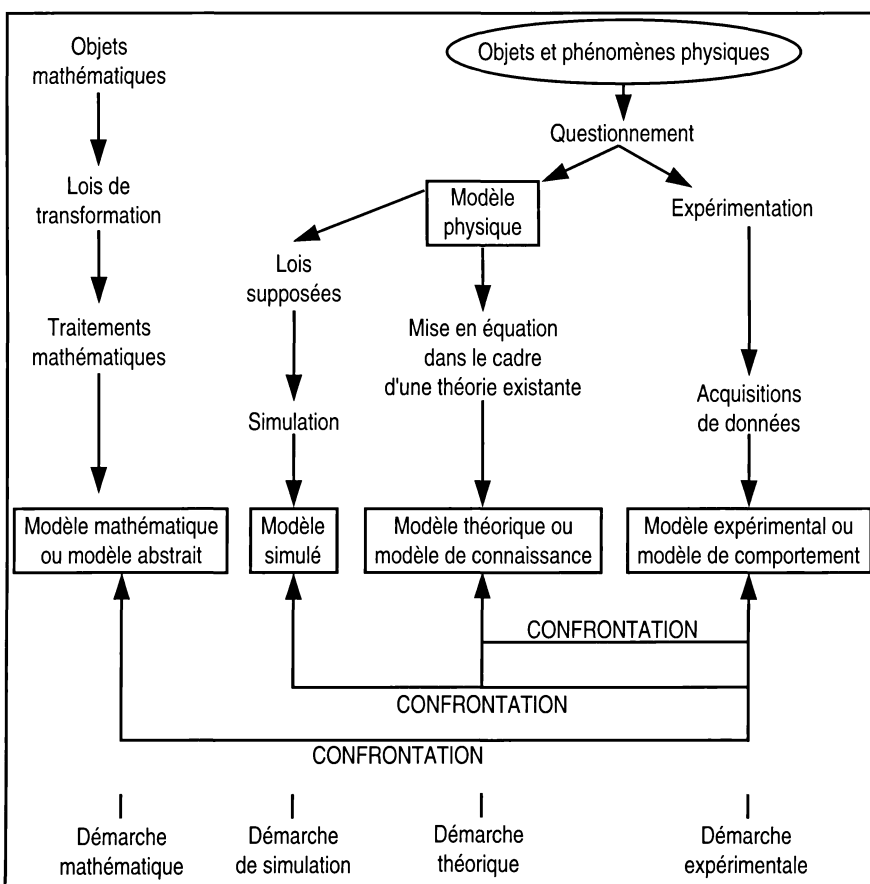 Objets
mathématiques
Objets et phénomènes physiques
Questionnement
Lois de
transformation
Modèle
physique
Expérimentation
Lois
supposées
Traitements
mathématiques
Mise en équation
dans le cadre
d'une théorie existante
Simulation
Acquisitions
de données
Modèle mathématique
ou modèle abstrait
Modèle
simulé
Modèle théorique ou
modèle de connaissance
Modèle expérimental ou
modèle de comportement
CONFRONTATION
CONFRONTATION
CONFRONTATION
Démarche
mathématique
Démarche
de simulation
Démarche
théorique
Démarche
expérimentale